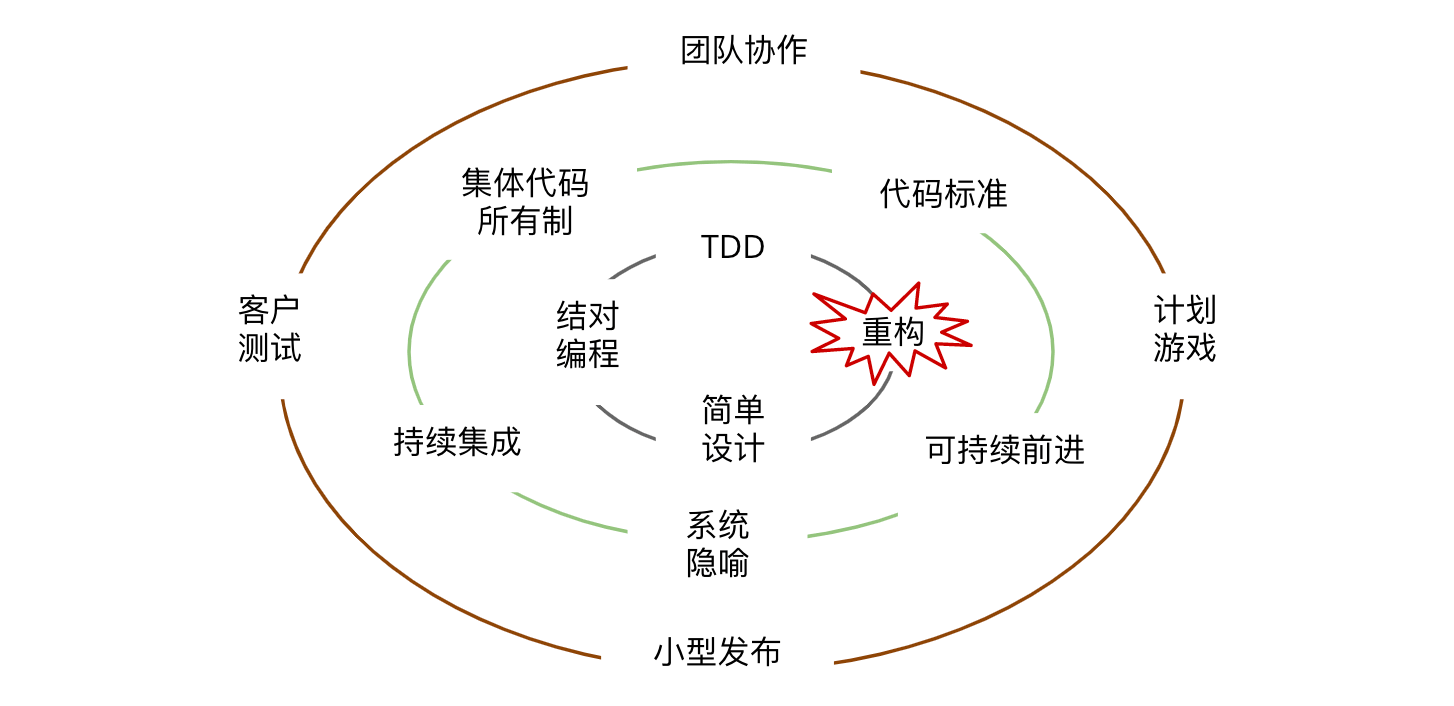 团队协作
集体代码
所有制
代码标准
TDD
客户
测试
结对
编程
重构
计划
游戏
简单
设计
持续集成
可持续前进
系统
隐喻
小型发布